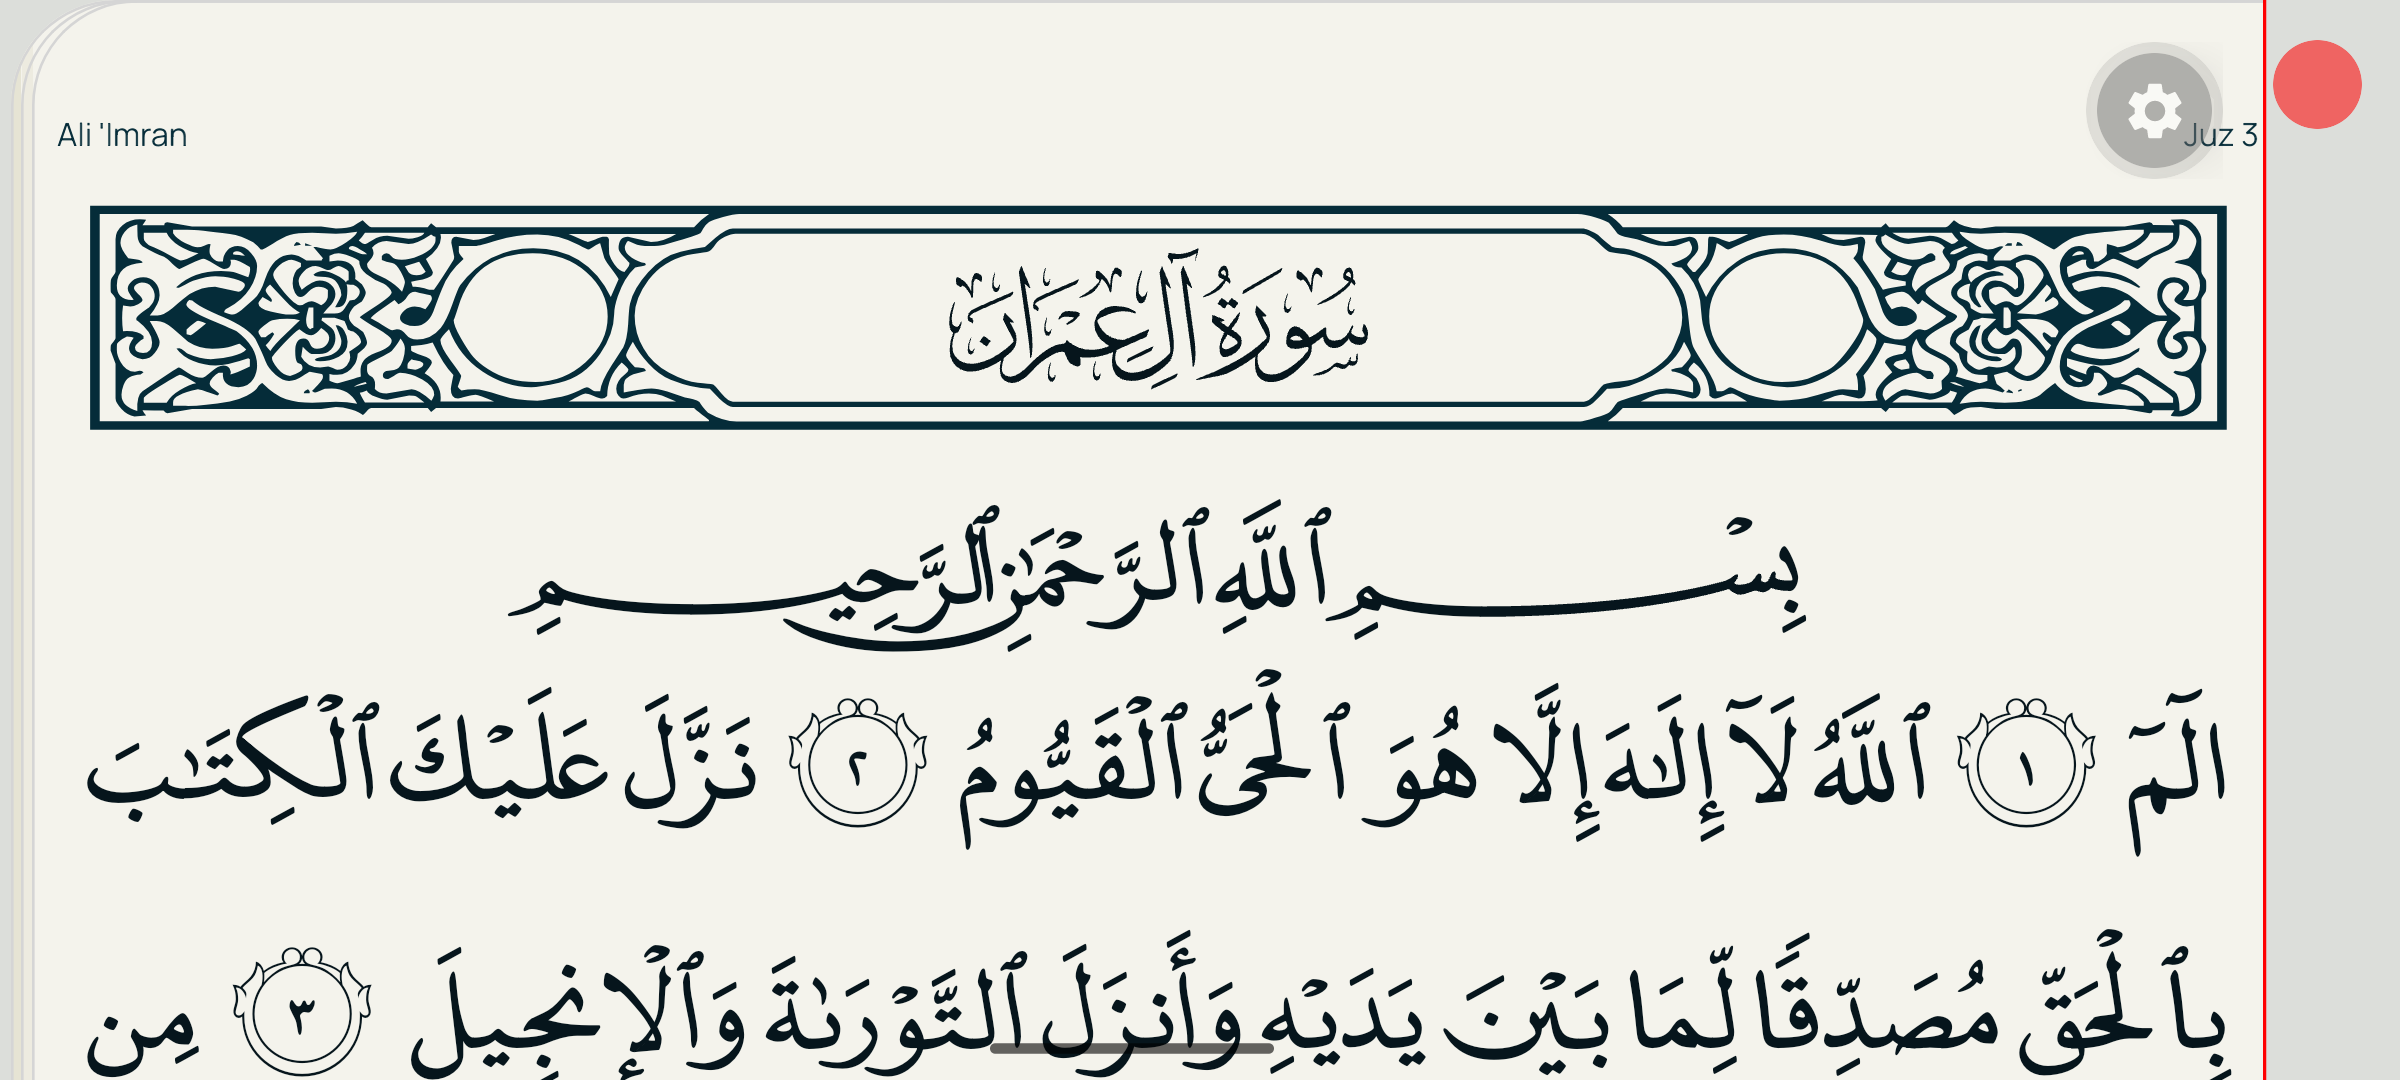 Ali 'Imran
Juz 3
سُورَةُ آلِ عِمْرَانَ
بِسْمِ ٱللَّهِ ٱلرَّحْمَٰنِ ٱلرَّحِيمِ
الٓمٓ ١ ٱللَّهُ لَآ إِلَٰهَ إِلَّا هُوَ ٱلْحَىُّ ٱلْقَيُّومُ ٢ نَزَّلَ عَلَيْكَ ٱلْكِتَٰبَ
بِٱلْحَقِّ مُصَدِّقًا لِّمَا بَيْنَ يَدَيْهِ وَأَنزَلَ ٱلتَّوْرَىٰةَ وَٱلْإِنجِيلَ ٣ مِن